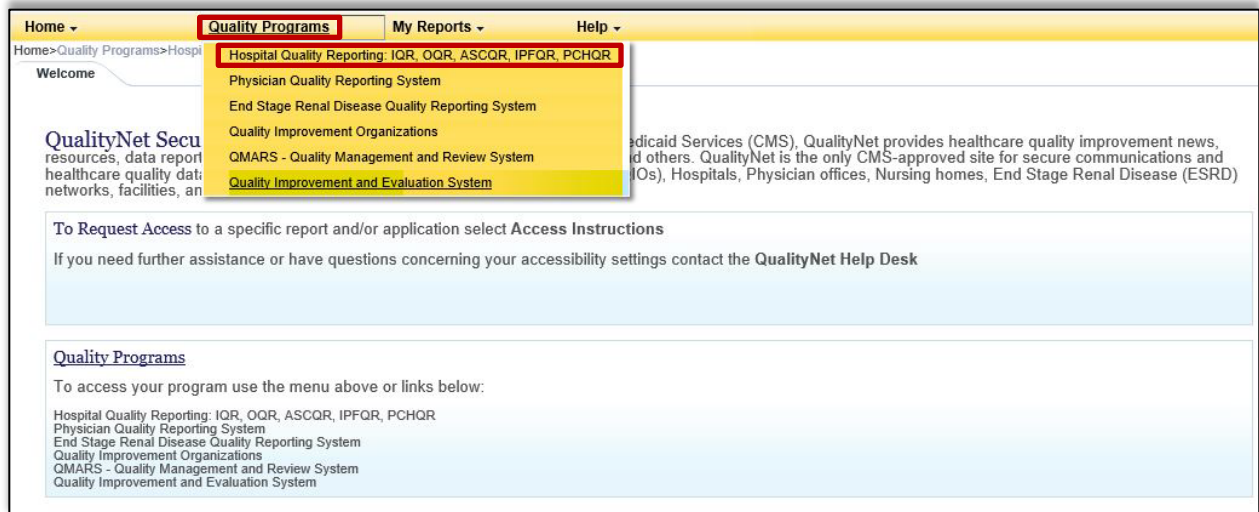 Home Quality Programs My Reports Help
Home>Quality Programs>Hospi
Welcome
Hospital Quality Reporting: IQR, OQR, ASCQR, IPFQR, PCHQR
Physician Quality Reporting System
End Stage Renal Disease Quality Reporting System
Quality Improvement Organizations
QMARS - Quality Management and Review System
Quality Improvement and Evaluation System
QualityNet Secu edicaid Services (CMS), QualityNet provides healthcare quality improvement news,
resources, data report d others. QualityNet is the only CMS-approved site for secure communications and
healthcare quality data IOs), Hospitals, Physician offices, Nursing homes, End Stage Renal Disease (ESRD)
networks, facilities, an
To Request Access to a specific report and/or application select Access Instructions
If you need further assistance or have questions concerning your accessibility settings contact the QualityNet Help Desk
Quality Programs
To access your program use the menu above or links below:
Hospital Quality Reporting: IQR, OQR, ASCQR, IPFQR, PCHQR
Physician Quality Reporting System
End Stage Renal Disease Quality Reporting System
Quality Improvement Organizations
QMARS - Quality Management and Review System
Quality Improvement and Evaluation System